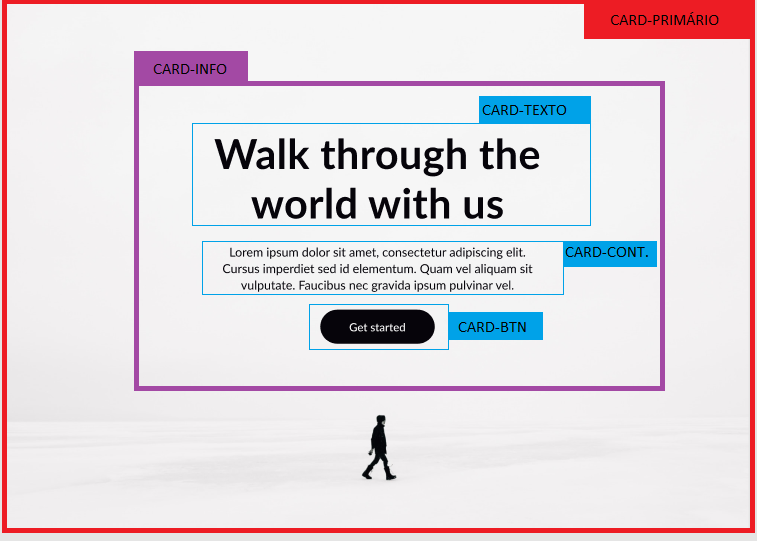 CARD-PRIMÁRIO
CARD-INFO
CARD-TEXTO
Walk through the
world with us
CARD-CONT.
Lorem ipsum dolor sit amet, consectetur adipiscing elit.
Cursus imperdiet sed id elementum. Quam vel aliquam sit
vulputate. Faucibus nec gravida ipsum pulvinar vel.
Get started
CARD-BTN